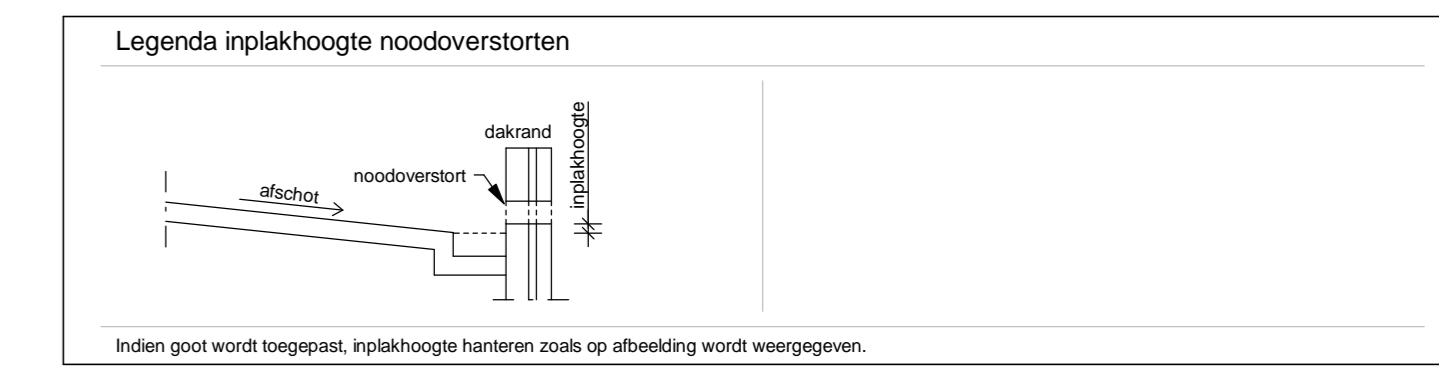 Legenda inplakhoogte noodoverstorten
dakrand
inplakhoogte
noodoverstort
afschot
Indien goot wordt toegepast, inplakhoogte hanteren zoals op afbeelding wordt weergegeven.